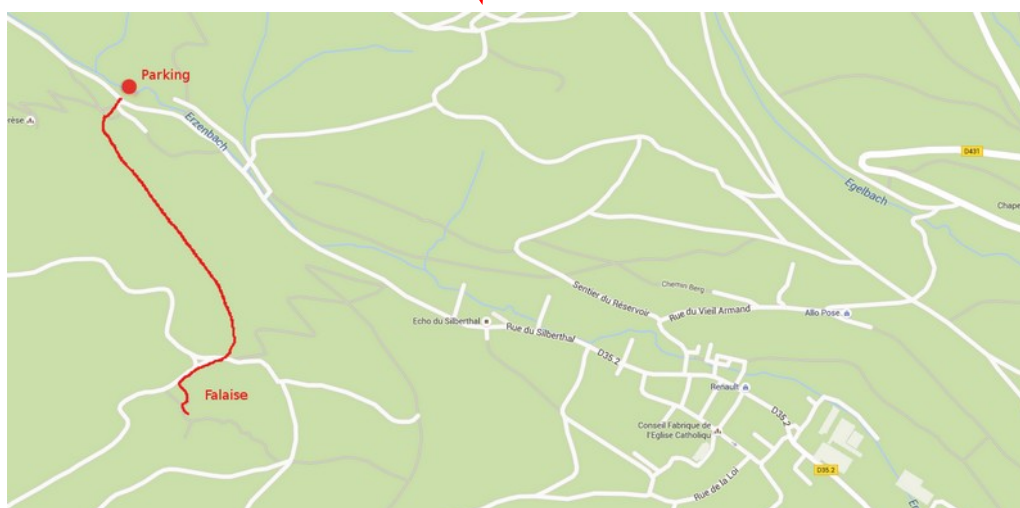 Parking
Erzenbach
D431
Egelbach
Chape
Sentier du Réservoir
Chemin Berg
Rue du Vieil Armand
Allo Pose
Echo du Silberthal
Rue du Silberthal
D35.2
Falaise
Renault
D35.2
Conseil Fabrique de
l'Eglise Catholiqu
Rue de la Loi
D35.2